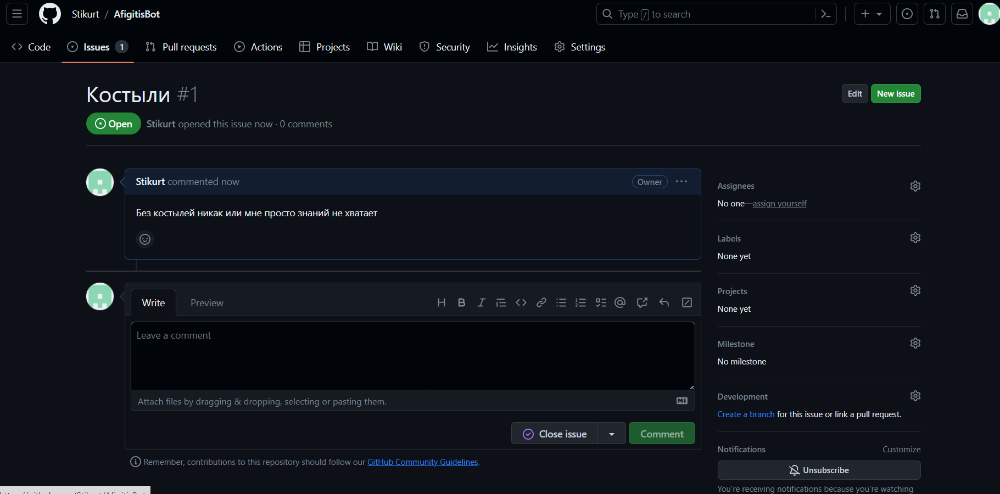 Stikurt / AfigitisBot
Type / to search
Code Issues 1 Pull requests Actions Projects Wiki Security Insights Settings
Костыли #1
Edit New issue
Open Stikurt opened this issue now · 0 comments
Stikurt commented now Owner
Без костылей никак или мне просто знаний не хватает
Write Preview
Leave a comment
Attach files by dragging & dropping, selecting or pasting them.
Close issue Comment
Remember, contributions to this repository should follow our GitHub Community Guidelines.
Assignees
No one—assign yourself
Labels
None yet
Projects
None yet
Milestone
No milestone
Development
Create a branch for this issue or link a pull request.
Notifications Customize
Unsubscribe
You're receiving notifications because you're watching